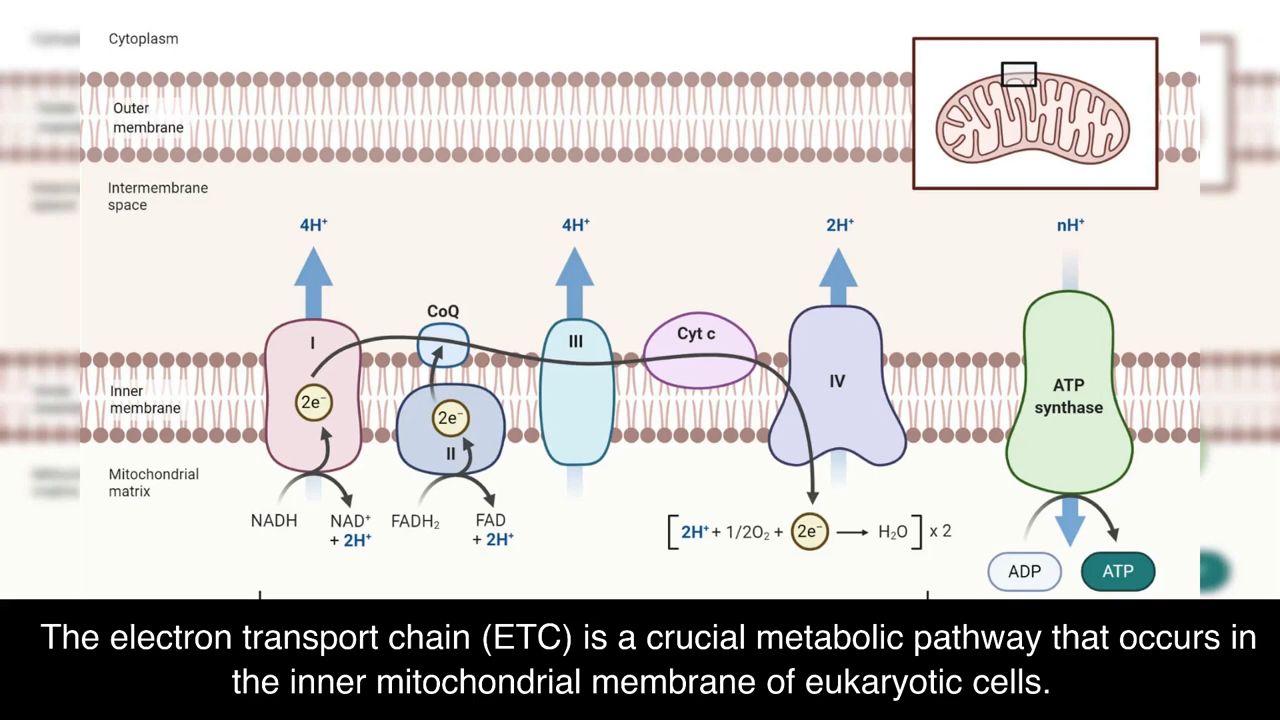 Cytoplasm
Outer
membrane
Intermembrane
space
4H⁺
4H⁺
2H⁺
nH⁺
CoQ
I
III
Cyt c
IV
ATP
synthase
Inner
membrane
2e⁻
2e⁻
II
Mitochondrial
matrix
NADH
NAD⁺
+ 2H⁺
FADH₂
FAD
+ 2H⁺
[2H⁺ + 1/2O₂ + 2e⁻ → H₂O] x 2
ADP
ATP
The electron transport chain (ETC) is a crucial metabolic pathway that occurs in
the inner mitochondrial membrane of eukaryotic cells.